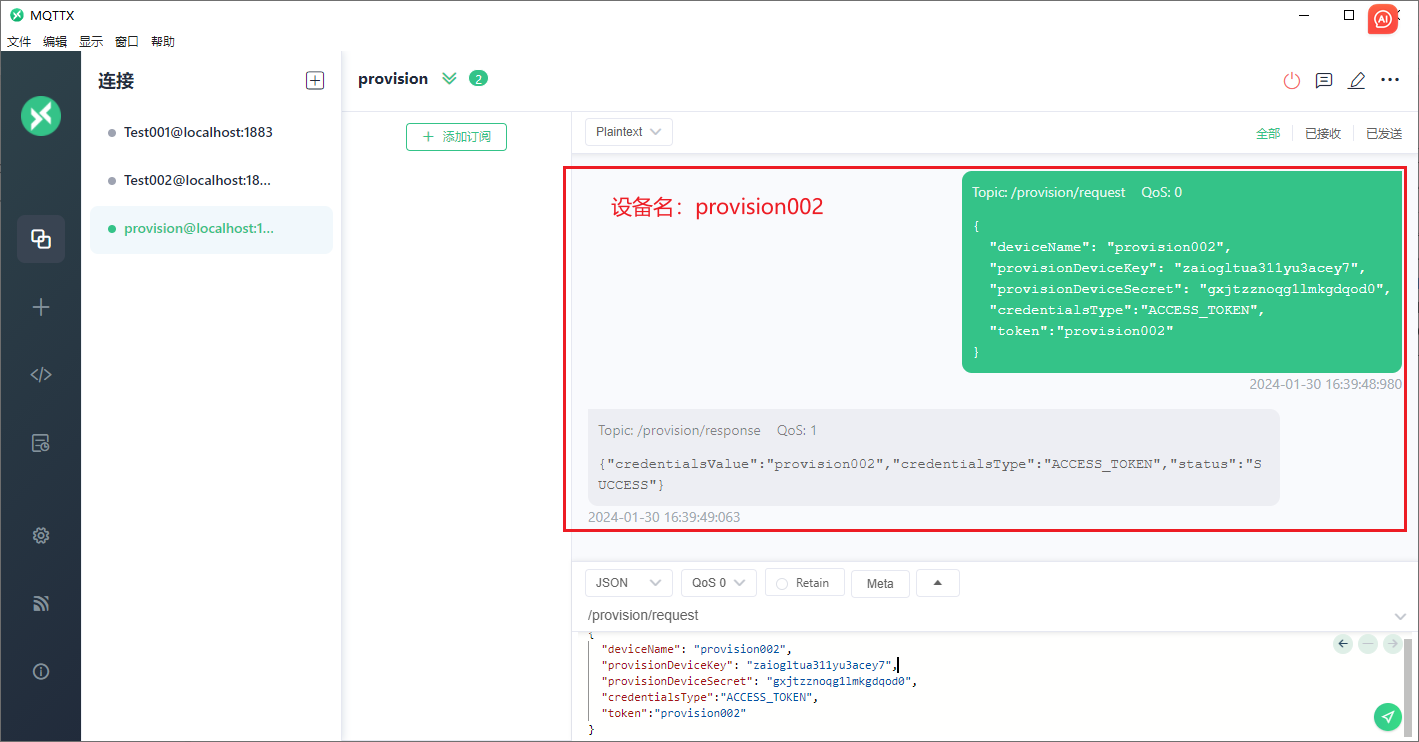 MQTTX
文件 编辑 显示 窗口 帮助
AI
连接
Test001@localhost:1883
Test002@localhost:18...
provision@localhost:1...
provision 2
添加订阅
Plaintext
全部 已接收 已发送
设备名：provision002
Topic: /provision/request QoS: 0
{
"deviceName": "provision002",
"provisionDeviceKey": "zaiogltua311yu3acey7",
"provisionDeviceSecret": "gxjtzznoqg1lmkgdqod0",
"credentialsType":"ACCESS_TOKEN",
"token":"provision002"
}
2024-01-30 16:39:48:980
Topic: /provision/response QoS: 1
{"credentialsValue":"provision002","credentialsType":"ACCESS_TOKEN","status":"S
UCCESS"}
2024-01-30 16:39:49:063
JSON QoS 0 Retain Meta
/provision/request
{
"deviceName": "provision002",
"provisionDeviceKey": "zaiogltua311yu3acey7",
"provisionDeviceSecret": "gxjtzznoqg1lmkgdqod0",
"credentialsType":"ACCESS_TOKEN",
"token":"provision002"
}